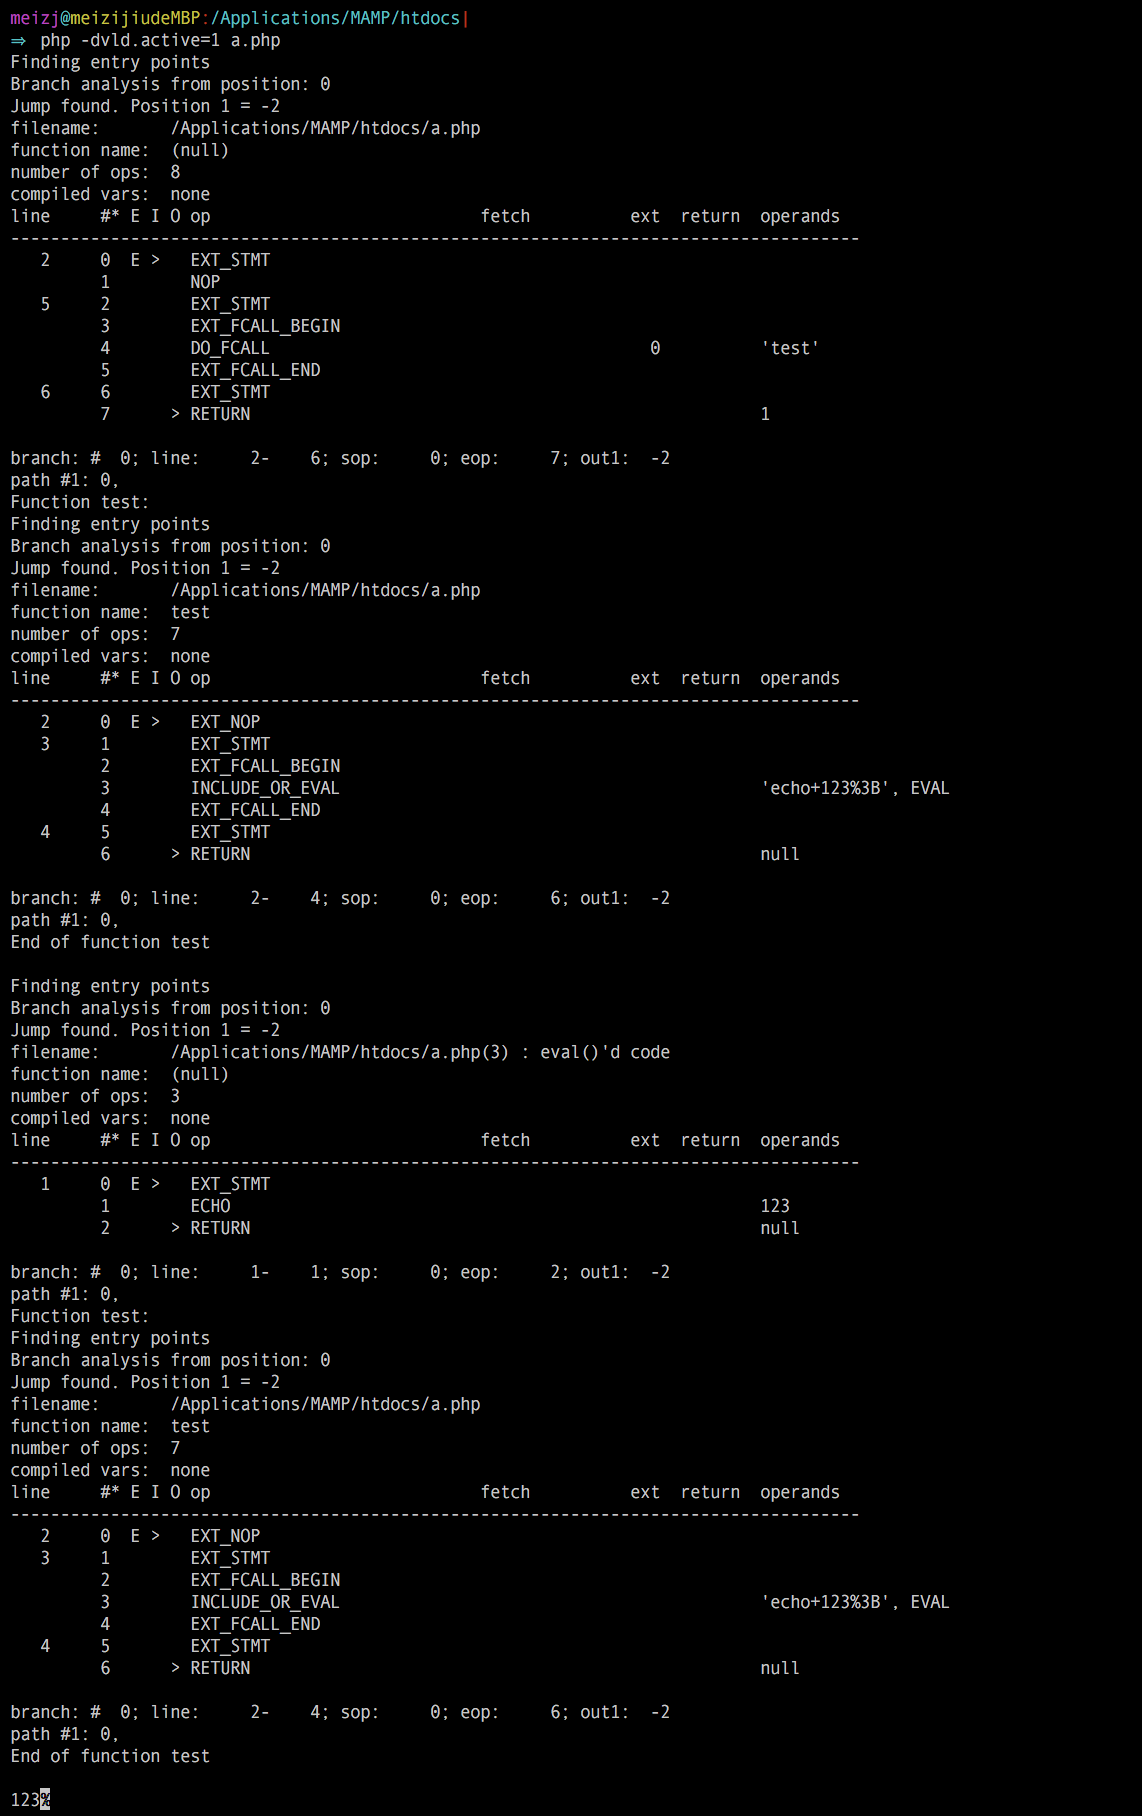 meizj@meizijiudeMBP:/Applications/MAMP/htdocs|
⇒  php -dvld.active=1 a.php
Finding entry points
Branch analysis from position: 0
Jump found. Position 1 = -2
filename:       /Applications/MAMP/htdocs/a.php
function name:  (null)
number of ops:  8
compiled vars:  none
line     #* E I O op                           fetch          ext  return  operands
-------------------------------------------------------------------------------------
   2     0  E >   EXT_STMT
         1        NOP
   5     2        EXT_STMT
         3        EXT_FCALL_BEGIN
         4        DO_FCALL                                      0          'test'
         5        EXT_FCALL_END
   6     6        EXT_STMT
         7      > RETURN                                                   1

branch: #  0; line:     2-    6; sop:     0; eop:     7; out1:  -2
path #1: 0,
Function test:
Finding entry points
Branch analysis from position: 0
Jump found. Position 1 = -2
filename:       /Applications/MAMP/htdocs/a.php
function name:  test
number of ops:  7
compiled vars:  none
line     #* E I O op                           fetch          ext  return  operands
-------------------------------------------------------------------------------------
   2     0  E >   EXT_NOP
   3     1        EXT_STMT
         2        EXT_FCALL_BEGIN
         3        INCLUDE_OR_EVAL                                          'echo+123%3B', EVAL
         4        EXT_FCALL_END
   4     5        EXT_STMT
         6      > RETURN                                                   null

branch: #  0; line:     2-    4; sop:     0; eop:     6; out1:  -2
path #1: 0,
End of function test

Finding entry points
Branch analysis from position: 0
Jump found. Position 1 = -2
filename:       /Applications/MAMP/htdocs/a.php(3) : eval()'d code
function name:  (null)
number of ops:  3
compiled vars:  none
line     #* E I O op                           fetch          ext  return  operands
-------------------------------------------------------------------------------------
   1     0  E >   EXT_STMT
         1        ECHO                                                     123
         2      > RETURN                                                   null

branch: #  0; line:     1-    1; sop:     0; eop:     2; out1:  -2
path #1: 0,
Function test:
Finding entry points
Branch analysis from position: 0
Jump found. Position 1 = -2
filename:       /Applications/MAMP/htdocs/a.php
function name:  test
number of ops:  7
compiled vars:  none
line     #* E I O op                           fetch          ext  return  operands
-------------------------------------------------------------------------------------
   2     0  E >   EXT_NOP
   3     1        EXT_STMT
         2        EXT_FCALL_BEGIN
         3        INCLUDE_OR_EVAL                                          'echo+123%3B', EVAL
         4        EXT_FCALL_END
   4     5        EXT_STMT
         6      > RETURN                                                   null

branch: #  0; line:     2-    4; sop:     0; eop:     6; out1:  -2
path #1: 0,
End of function test

123%